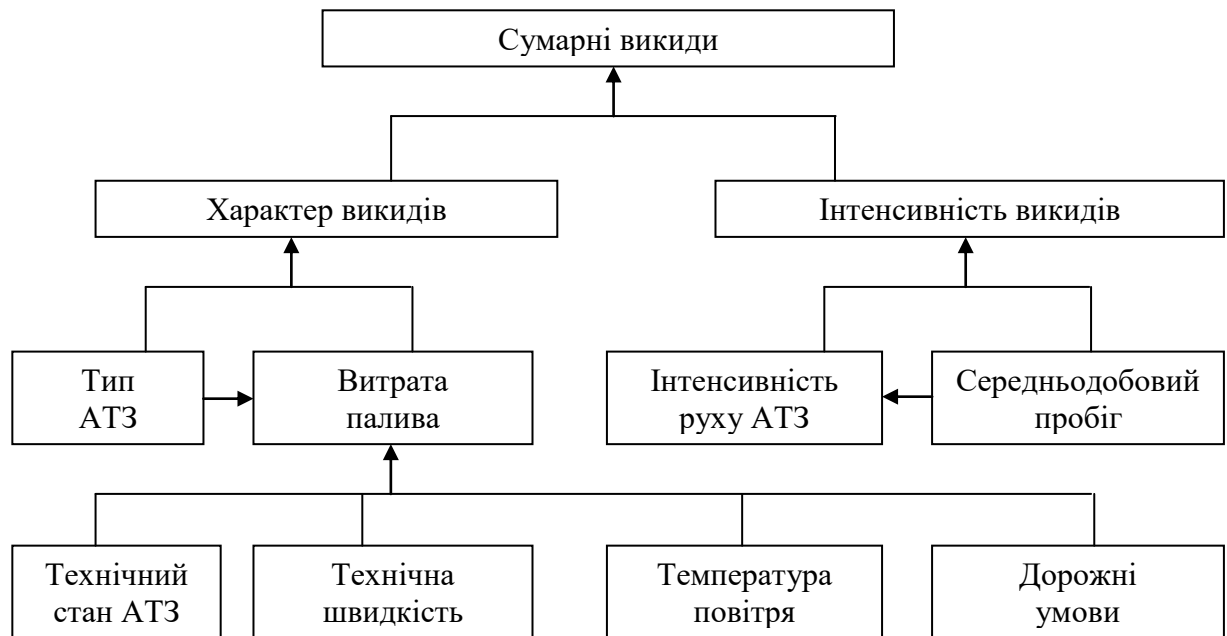 Сумарні викиди
Характер викидів
Інтенсивність викидів
Тип
АТЗ
Витрата
палива
Інтенсивність
руху АТЗ
Середньодобовий
пробіг
Технічний
стан АТЗ
Технічна
швидкість
Температура
повітря
Дорожні
умови